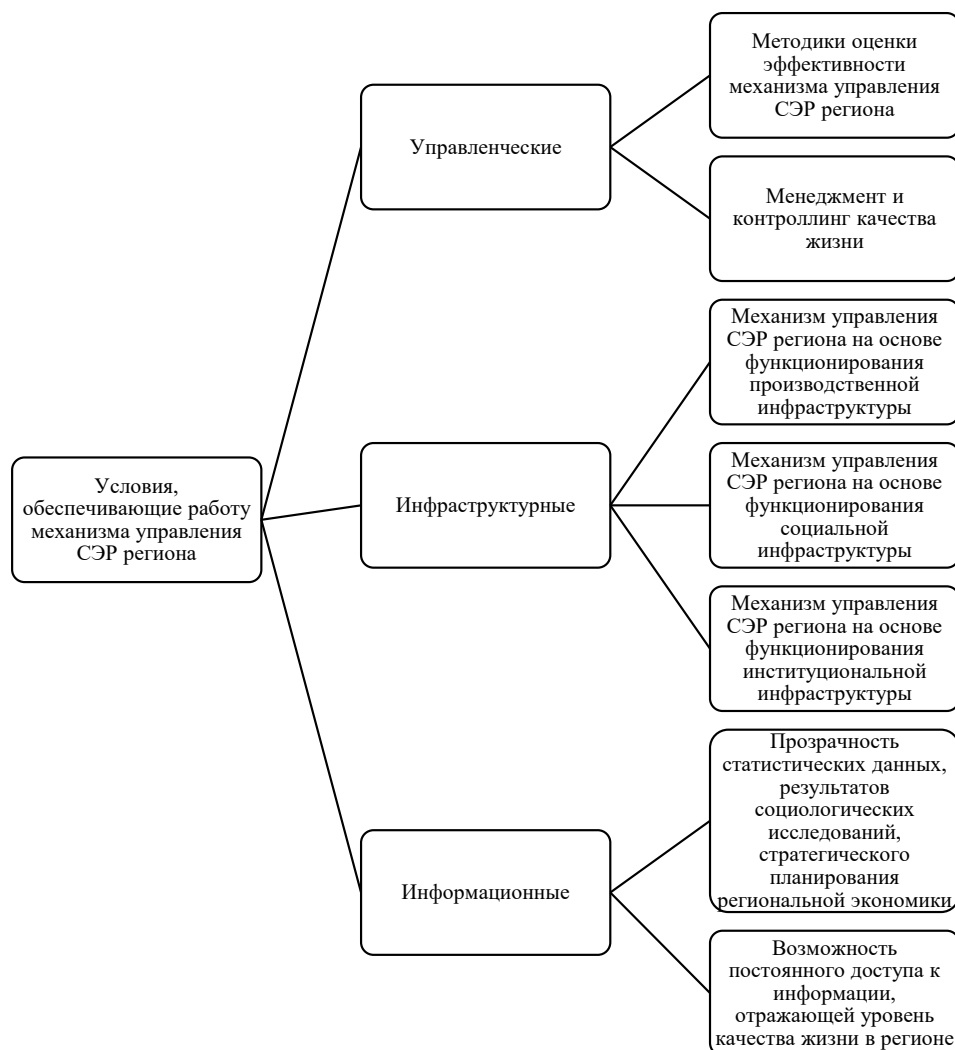 Условия,
обеспечивающие работу
механизма управления
СЭР региона
Управленческие
Методики оценки
эффективности
механизма управления
СЭР региона
Менеджмент и
контроллинг качества
жизни
Инфраструктурные
Механизм управления
СЭР региона на основе
функционирования
производственной
инфраструктуры
Механизм управления
СЭР региона на основе
функционирования
социальной
инфраструктуры
Механизм управления
СЭР региона на основе
функционирования
институциональной
инфраструктуры
Информационные
Прозрачность
статистических данных,
результатов
социологических
исследований,
стратегического
планирования
региональной экономики
Возможность
постоянного доступа к
информации,
отражающей уровень
качества жизни в регионе